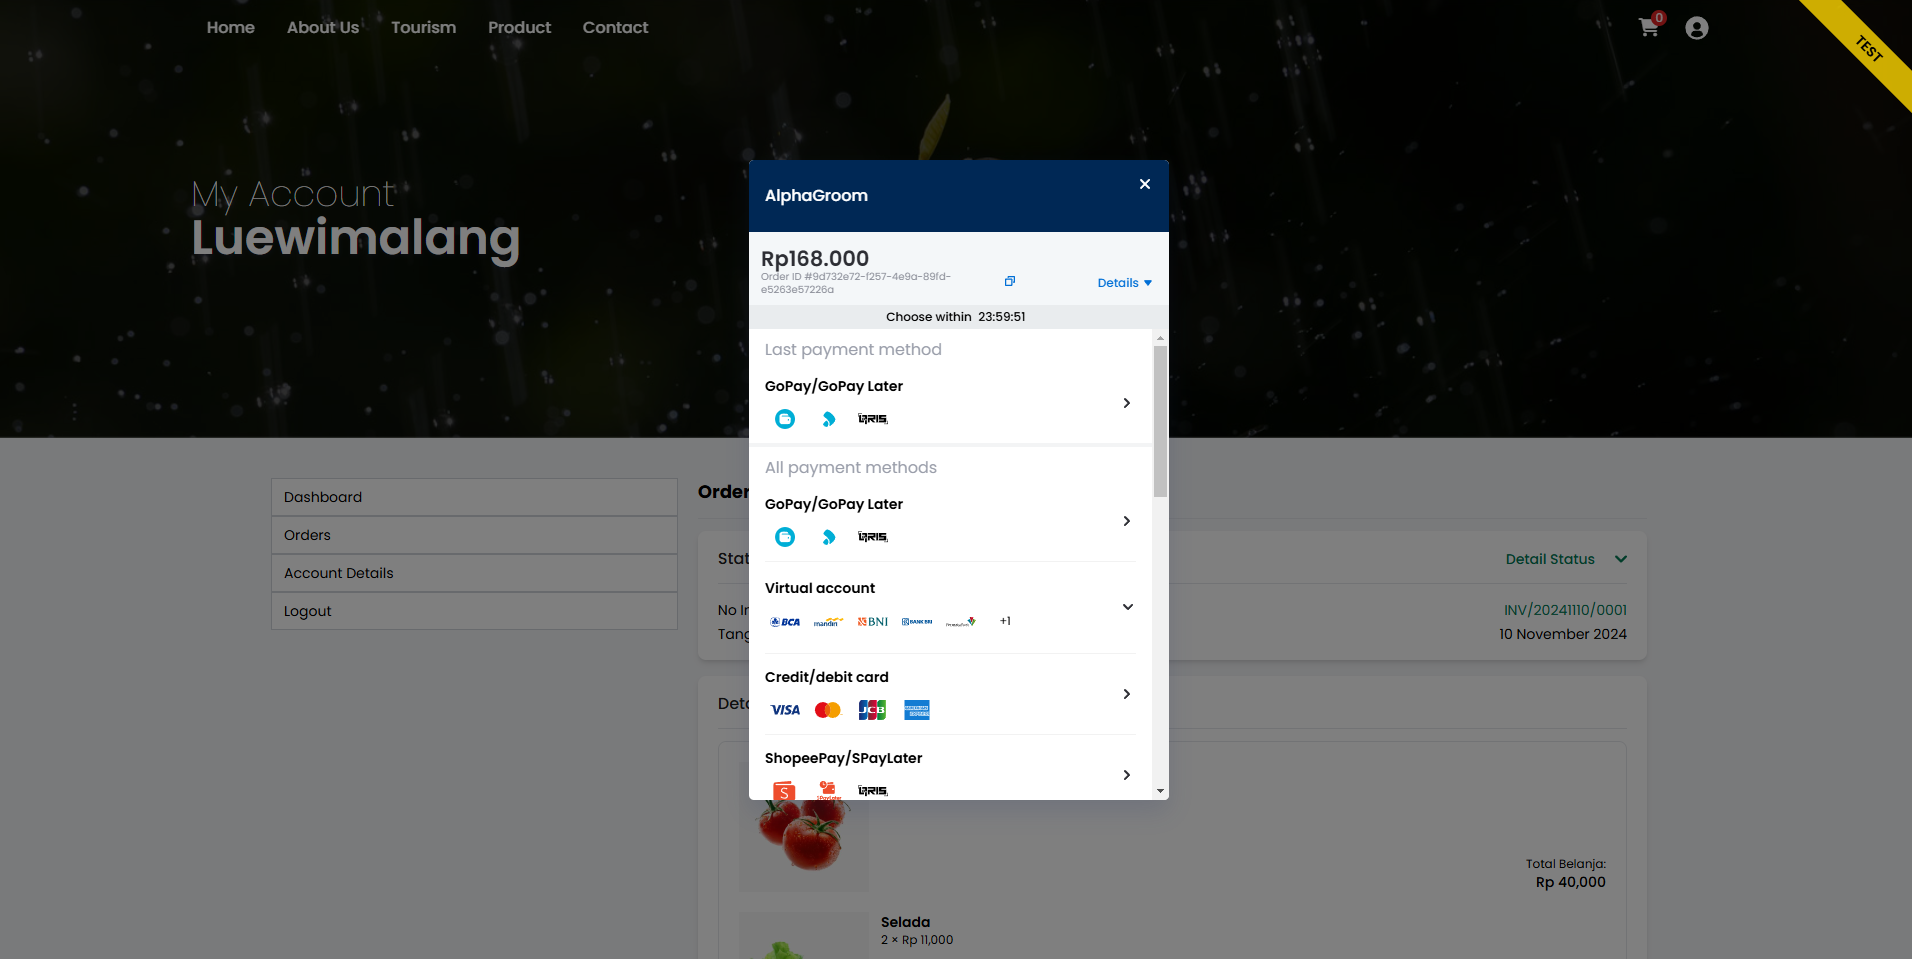 Home About Us Tourism Product Contact
0
TEST
My Account
Luewimalang
AlphaGroom
Rp168.000
Order ID #9d732e72-f257-4e9a-89fd-
e5263e57226a
Details
Choose within 23:59:51
Last payment method
GoPay/GoPay Later
QRIS
All payment methods
GoPay/GoPay Later
QRIS
Virtual account
BCA mandiri BNI BANK BRI +1
Credit/debit card
VISA JCB
ShopeePay/SPayLater
S SPayLater QRIS
Dashboard
Orders
Account Details
Logout
Order
Stat
Detail Status
No In
INV/20241110/0001
Tang
10 November 2024
Deta
Total Belanja:
Rp 40,000
Selada
2 × Rp 11,000